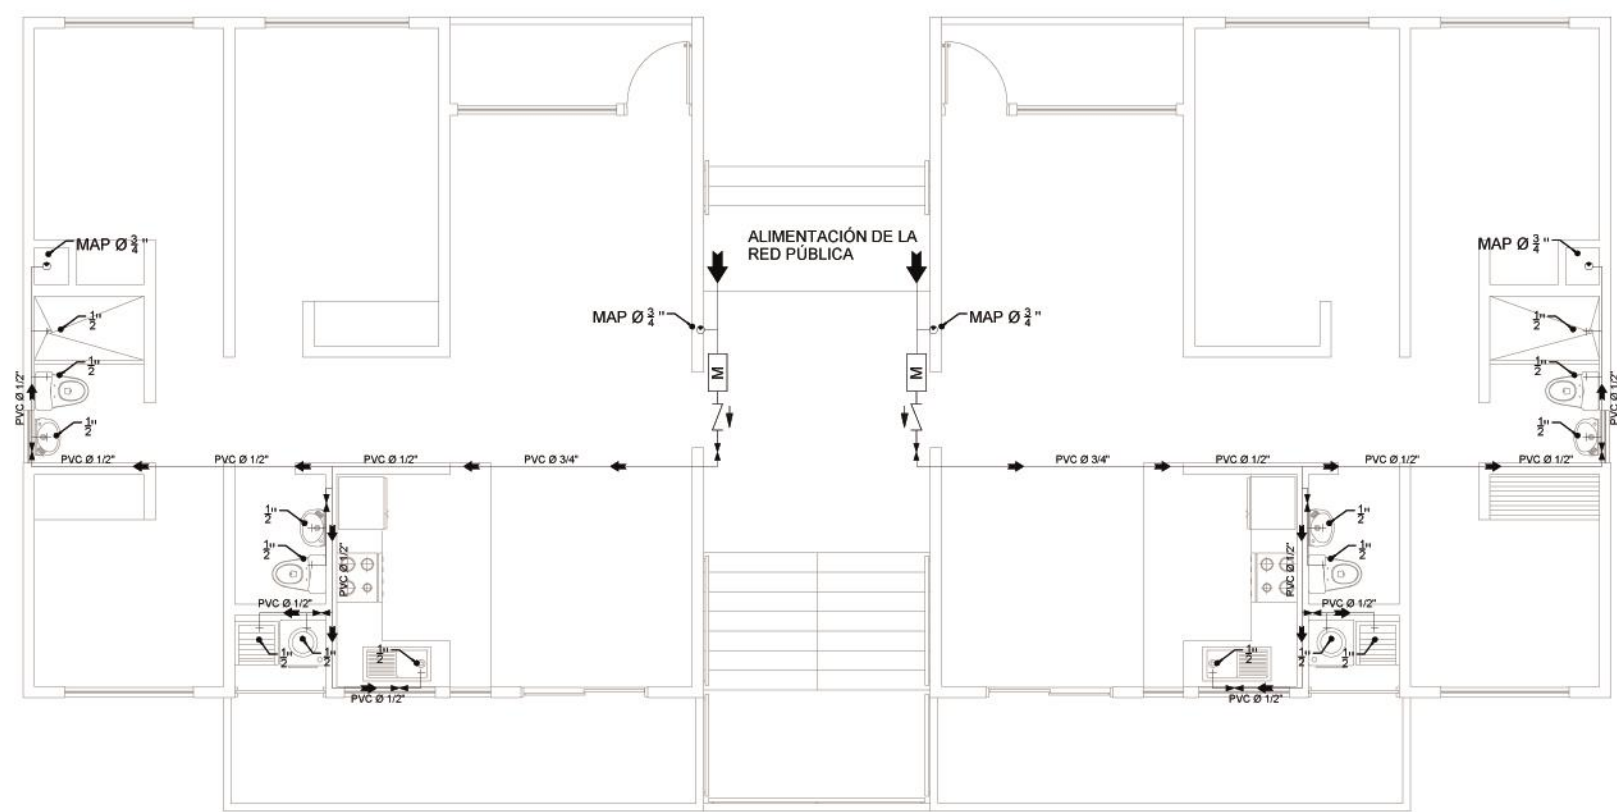 ALIMENTACIÓN DE LA
RED PÚBLICA
MAP Ø 3/4 "
MAP Ø 3/4 "
MAP Ø 3/4 "
MAP Ø 3/4 "
1/2"
1/2"
1/2"
1/2"
PVC Ø 1/2"
PVC Ø 1/2"
M
M
1/2"
1/2"
PVC Ø 1/2"
PVC Ø 1/2"
PVC Ø 1/2"
PVC Ø 3/4"
PVC Ø 3/4"
PVC Ø 1/2"
PVC Ø 1/2"
PVC Ø 1/2"
1/2"
1/2"
1/2"
1/2"
PVC Ø 1/2"
PVC Ø 1/2"
PVC Ø 1/2"
PVC Ø 1/2"
1/2"
1/2"
1/2"
1/2"
1/2"
1/2"
PVC Ø 1/2"
PVC Ø 1/2"